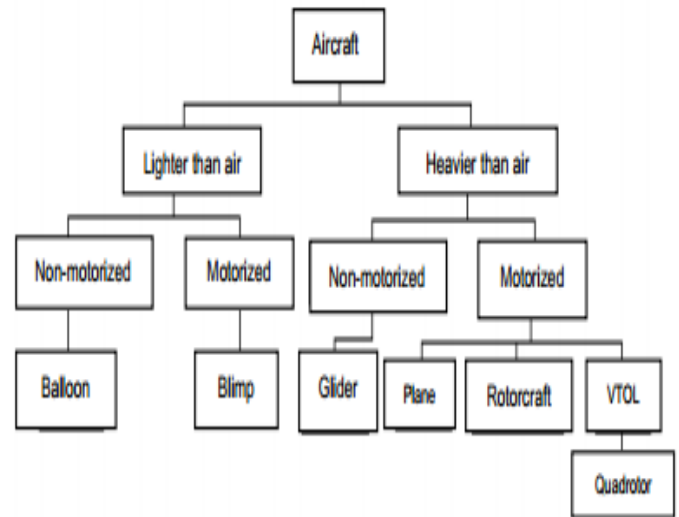 Aircraft
Lighter than air
Heavier than air
Non-motorized
Motorized
Non-motorized
Motorized
Balloon
Blimp
Glider
Plane
Rotorcraft
VTOL
Quadrotor